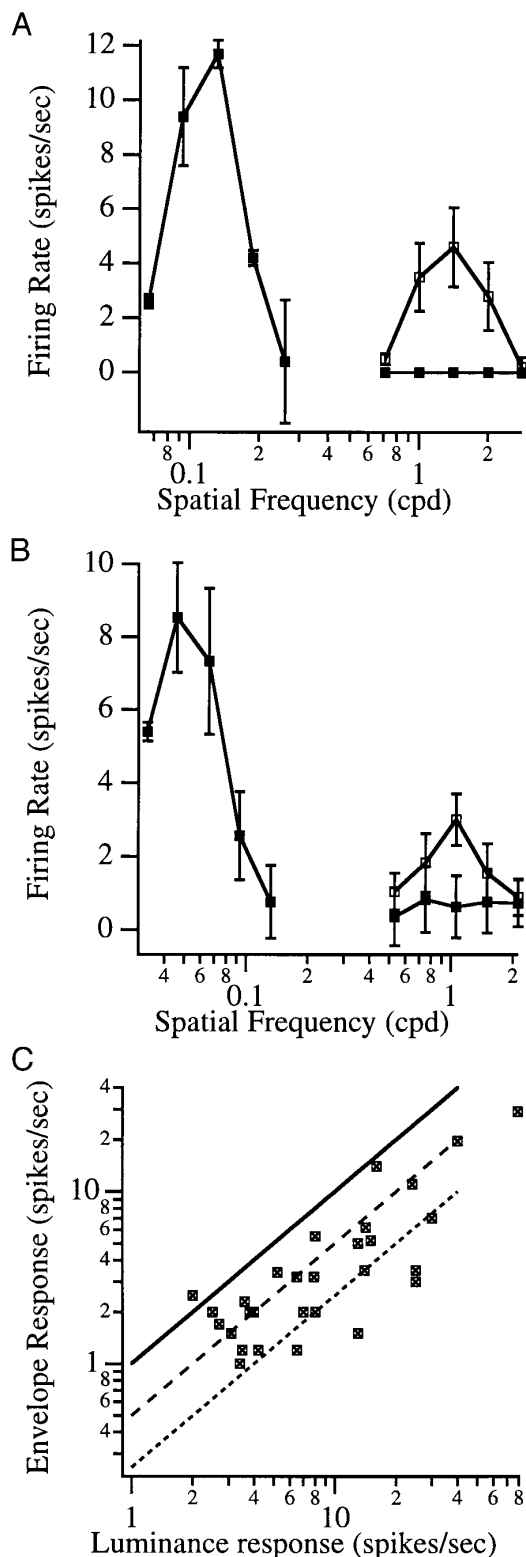 A
12
10
8
6
4
2
0
Firing Rate (spikes/sec)
8 2 4 6 8 2
0.1 1
Spatial Frequency (cpd)
B
10
8
6
4
2
0
Firing Rate (spikes/sec)
4 6 8 2 4 6 8 2
0.1 1
Spatial Frequency (cpd)
C
4
2
10
8
6
4
2
1
8
6
4
Envelope Response (spikes/sec)
2 4 6 8 2 4 6 8
1 10
Luminance response (spikes/sec)